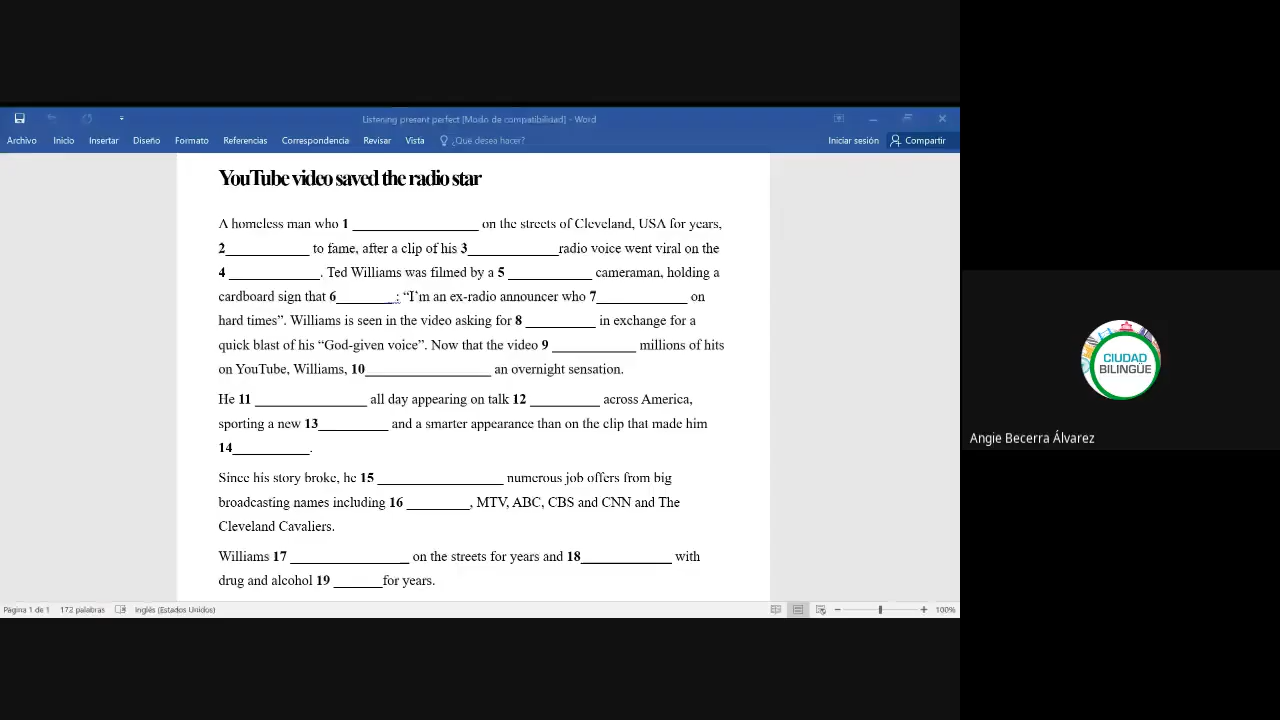 Listening present perfect [Modo de compatibilidad] - Word
Archivo Inicio Insertar Diseño Formato Referencias Correspondencia Revisar Vista ¿Qué desea hacer? Iniciar sesión Compartir
YouTube video saved the radio star
A homeless man who 1 __________________ on the streets of Cleveland, USA for years,
2____________ to fame, after a clip of his 3_____________radio voice went viral on the
4 _____________. Ted Williams was filmed by a 5 ____________ cameraman, holding a
cardboard sign that 6_________: “I’m an ex-radio announcer who 7_____________ on
hard times”. Williams is seen in the video asking for 8 __________ in exchange for a
quick blast of his “God-given voice”. Now that the video 9 ____________ millions of hits
on YouTube, Williams, 10__________________ an overnight sensation.
He 11 ________________ all day appearing on talk 12 __________ across America,
sporting a new 13__________ and a smarter appearance than on the clip that made him
14___________.
Since his story broke, he 15 __________________ numerous job offers from big
broadcasting names including 16 _________, MTV, ABC, CBS and CNN and The
Cleveland Cavaliers.
Williams 17 _________________ on the streets for years and 18_____________ with
drug and alcohol 19 _______for years.
Página 1 de 1 172 palabras Inglés (Estados Unidos) 100%
CIUDAD
BILINGÜE
Angie Becerra Álvarez